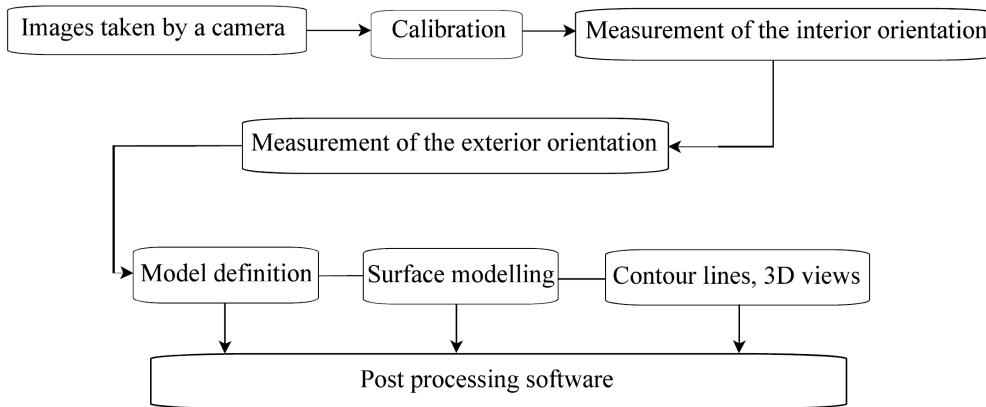 Images taken by a camera
Calibration
Measurement of the interior orientation
Measurement of the exterior orientation
Model definition
Surface modelling
Contour lines, 3D views
Post processing software